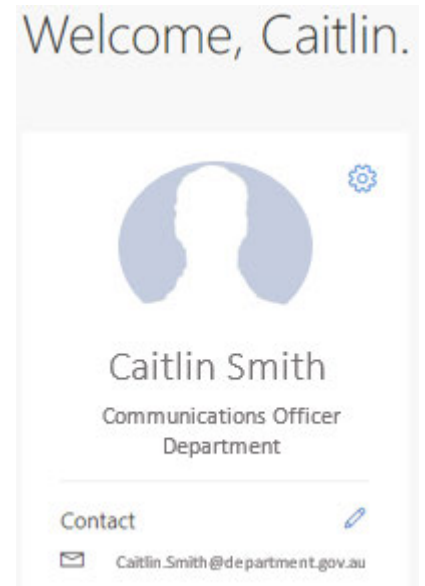 Welcome, Caitlin.
Caitlin Smith
Communications Officer
Department
Contact
Caitlin.Smith@department.gov.au